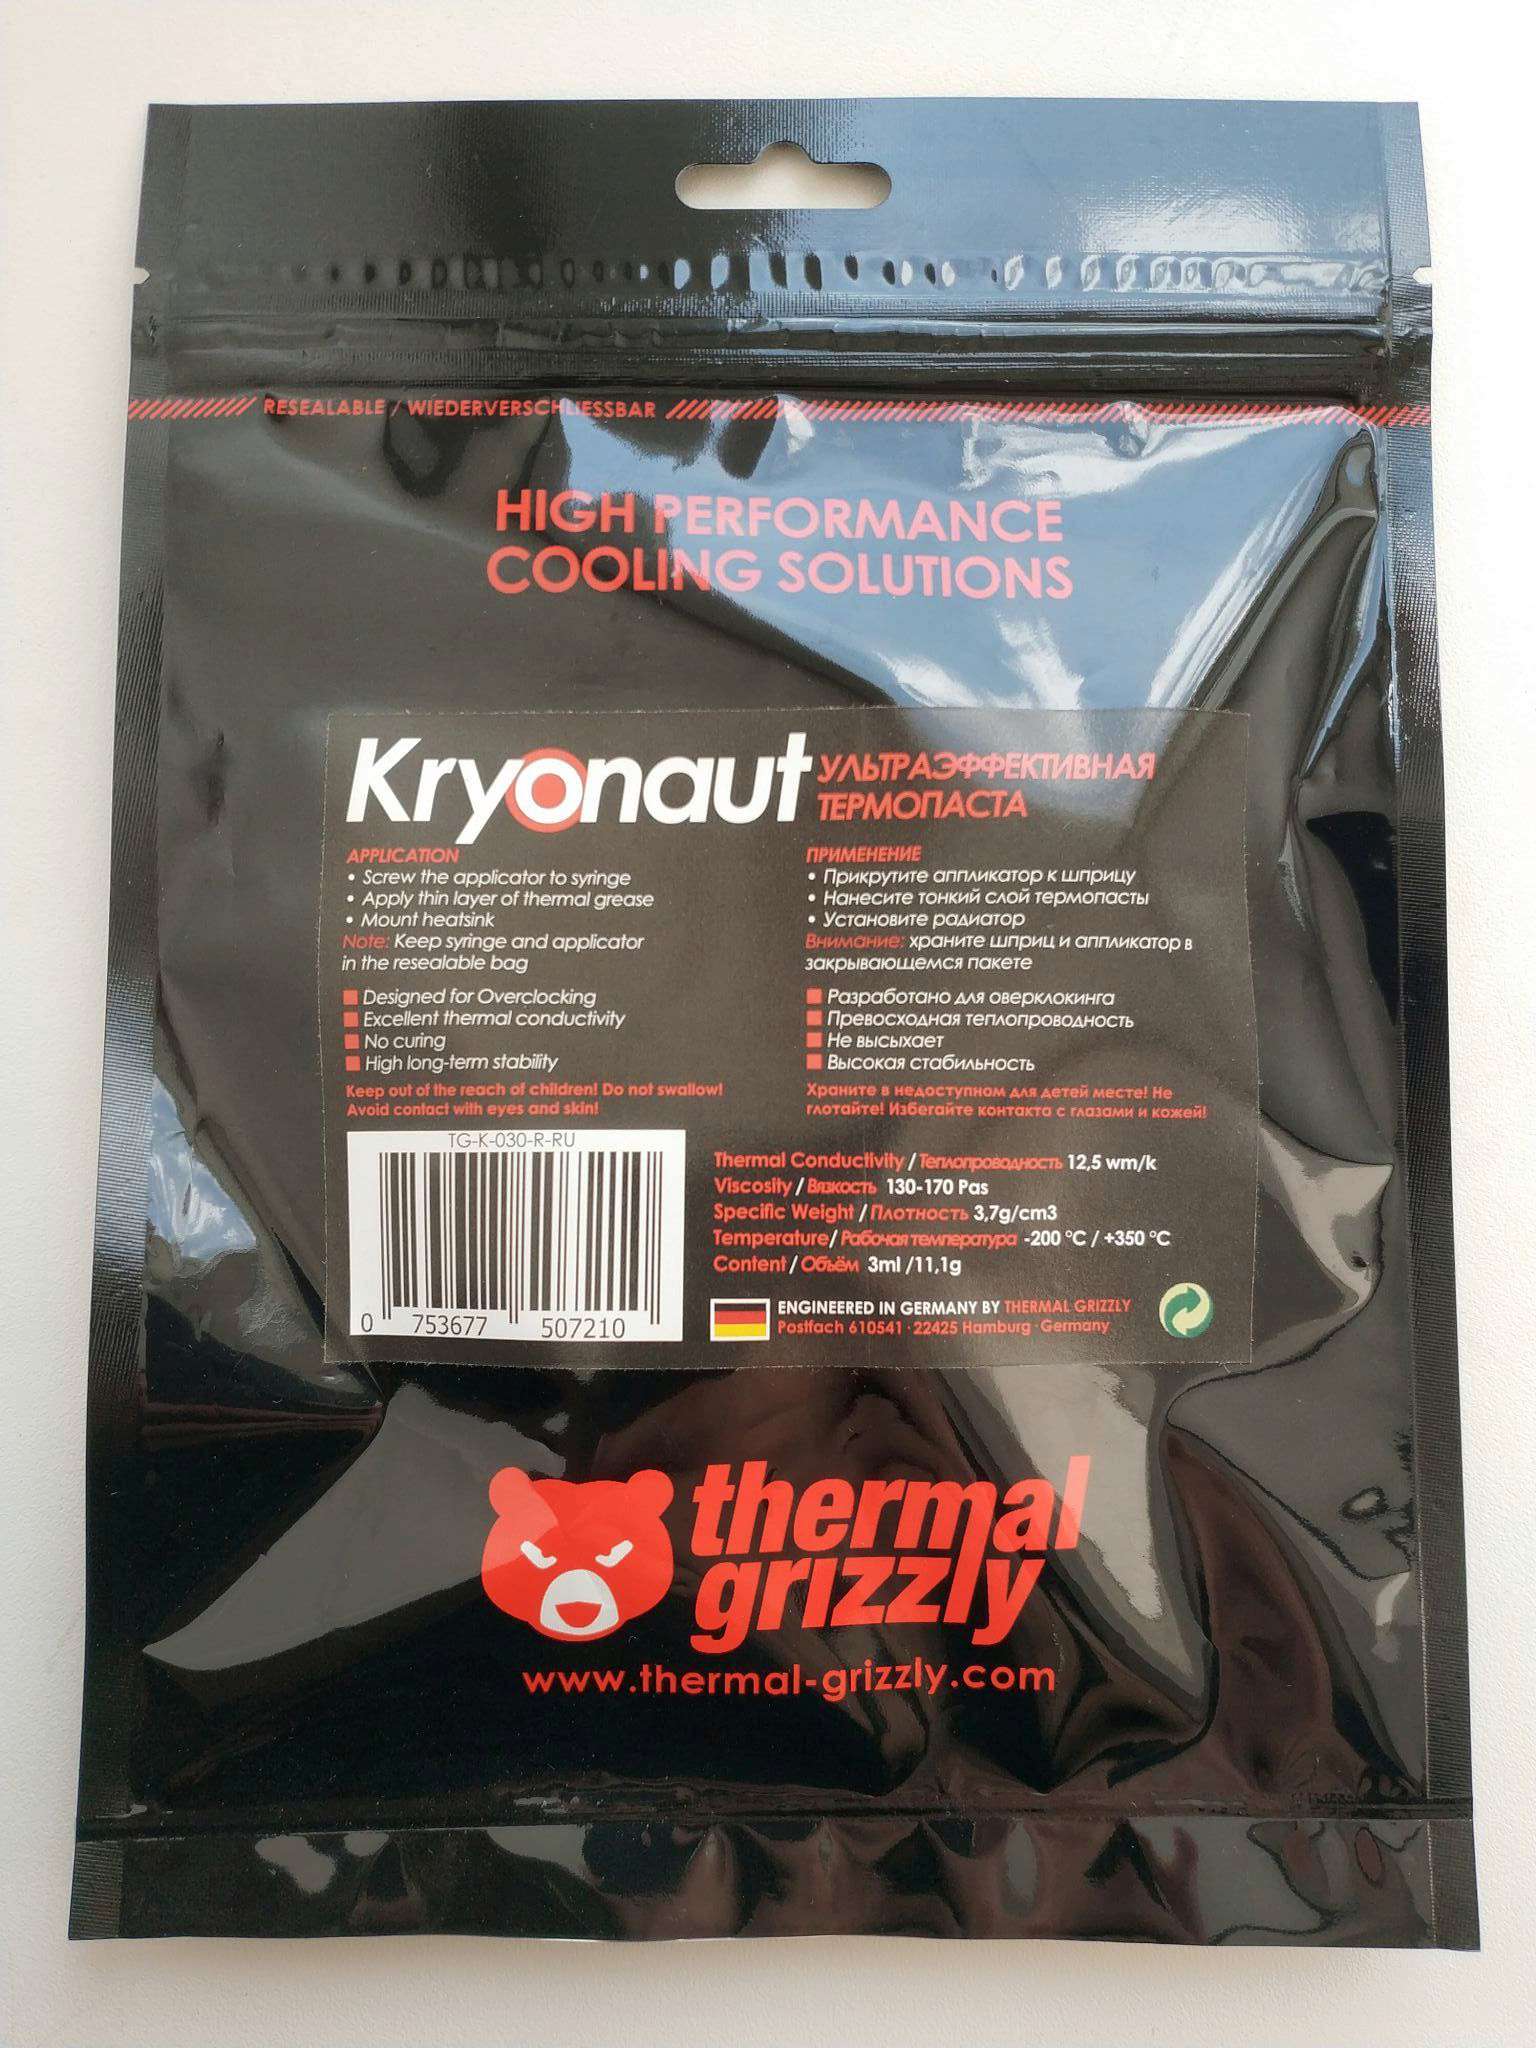 RESEALABLE / WIEDERVERSCHLIESSBAR
HIGH PERFORMANCE
COOLING SOLUTIONS
Kryonaut
УЛЬТРАЭФФЕКТИВНАЯ
ТЕРМОПАСТА
APPLICATION
• Screw the applicator to syringe
• Apply thin layer of thermal grease
• Mount heatsink
Note: Keep syringe and applicator
in the resealable bag
Designed for Overclocking
Excellent thermal conductivity
No curing
High long-term stability
Keep out of the reach of children! Do not swallow!
Avoid contact with eyes and skin!
ПРИМЕНЕНИЕ
• Прикрутите аппликатор к шприцу
• Нанесите тонкий слой термопасты
• Установите радиатор
Внимание: храните шприц и аппликатор в
закрывающемся пакете
Разработано для оверклокинга
Превосходная теплопроводность
Не высыхает
Высокая стабильность
Храните в недоступном для детей месте! Не
глотайте! Избегайте контакта с глазами и кожей!
TG-K-030-R-RU
0 753677 507210
Thermal Conductivity / Теплопроводность 12,5 wm/k
Viscosity / Вязкость 130-170 Pas
Specific Weight / Плотность 3,7g/cm3
Temperature/ Рабочая температура -200 °C / +350 °C
Content / Объём 3ml /11,1g
ENGINEERED IN GERMANY BY THERMAL GRIZZLY
Postfach 610541 · 22425 Hamburg · Germany
thermal
grizzly
www.thermal-grizzly.com